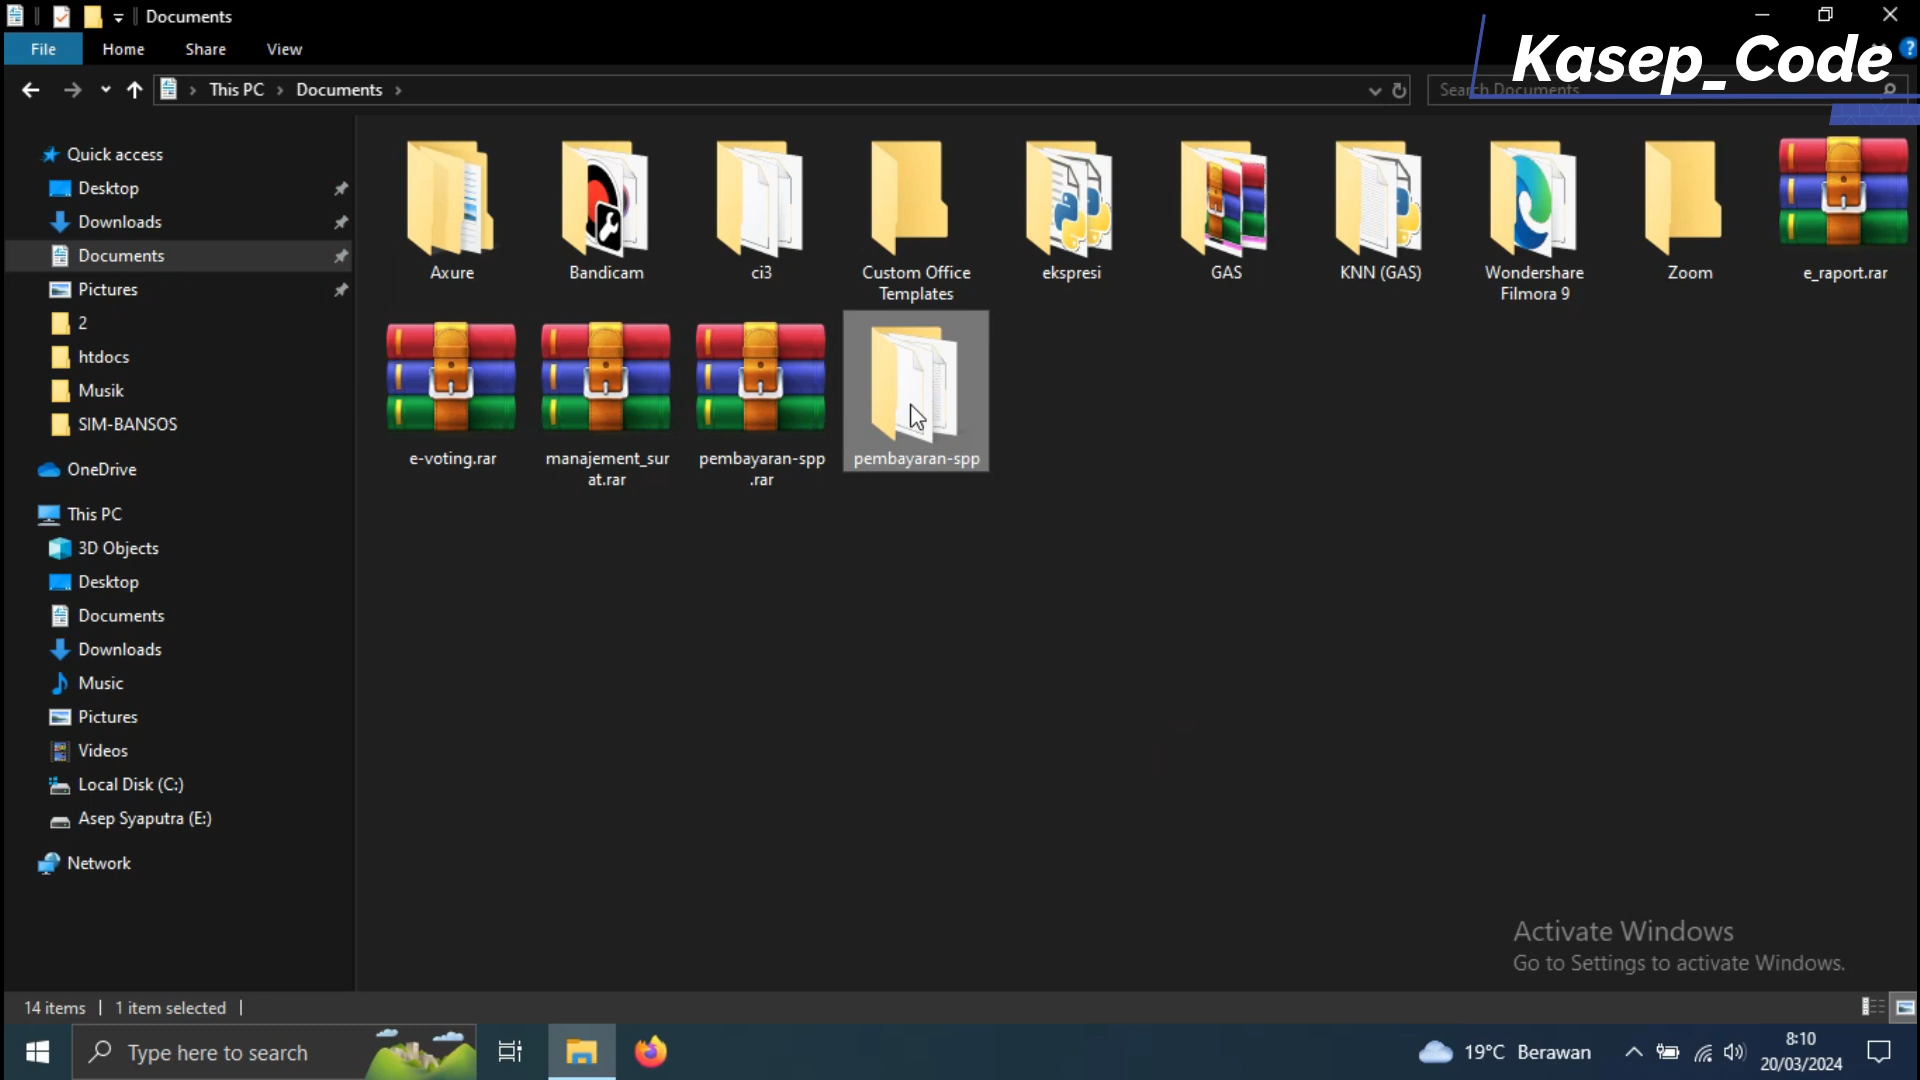 Documents
File
Home
Share
View
Kasep_Code
This PC
Documents
Search Documents
Quick access
Desktop
Downloads
Documents
Pictures
2
htdocs
Musik
SIM-BANSOS
OneDrive
This PC
3D Objects
Desktop
Documents
Downloads
Music
Pictures
Videos
Local Disk (C:)
Asep Syaputra (E:)
Network
Axure
Bandicam
ci3
Custom Office
Templates
ekspresi
GAS
KNN (GAS)
Wondershare
Filmora 9
Zoom
e_raport.rar
e-voting.rar
manajement_sur
at.rar
pembayaran-spp
.rar
pembayaran-spp
Activate Windows
Go to Settings to activate Windows.
14 items
1 item selected
Type here to search
19°C Berawan
8:10
20/03/2024